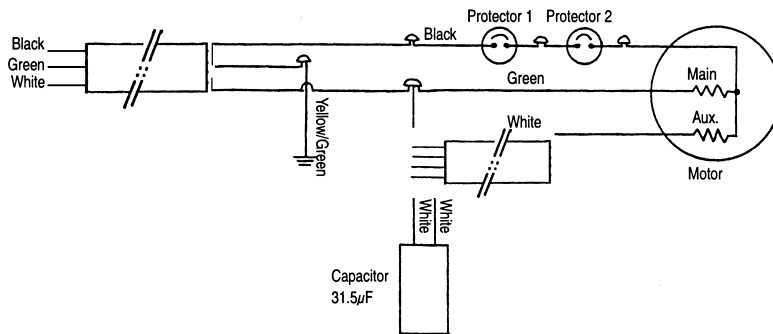 Protector 1 Protector 2
Black
Black
Green
White
Green
Main
Yellow/Green
White
Aux.
Motor
White
White
Capacitor
31.5µF